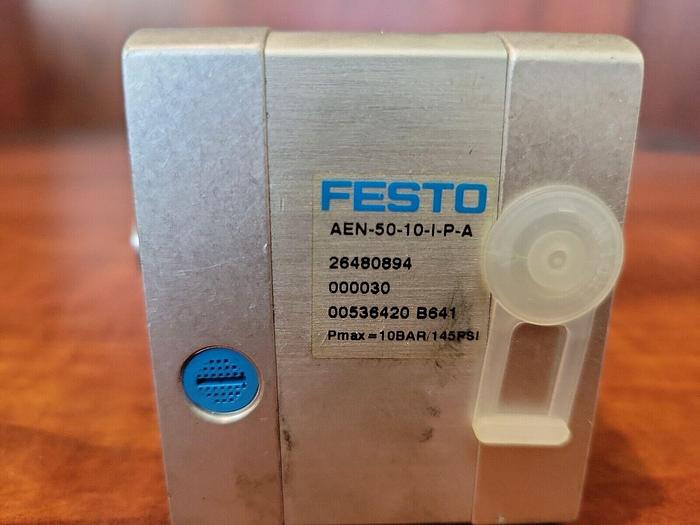 FESTO
AEN-50-10-I-P-A
26480894
000030
00536420 B641
Pmax=10BAR/145PSI